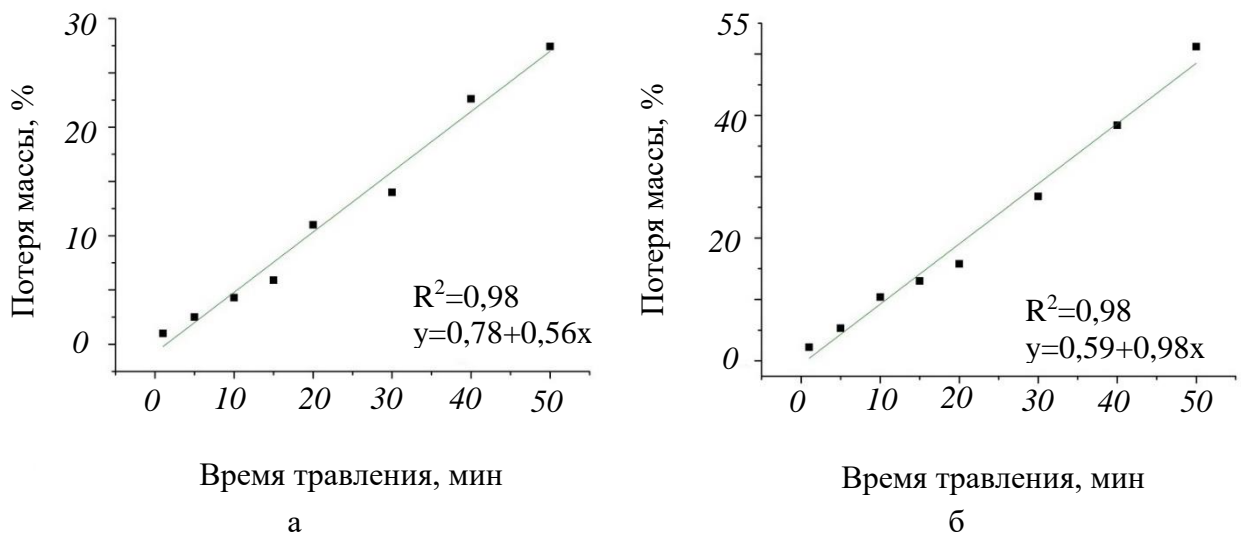 Потеря массы, %
30
20
10
0
R²=0,98
y=0,78+0,56x
0 10 20 30 40 50
Время травления, мин
а
Потеря массы, %
55
40
20
0
R²=0,98
y=0,59+0,98x
0 10 20 30 40 50
Время травления, мин
б